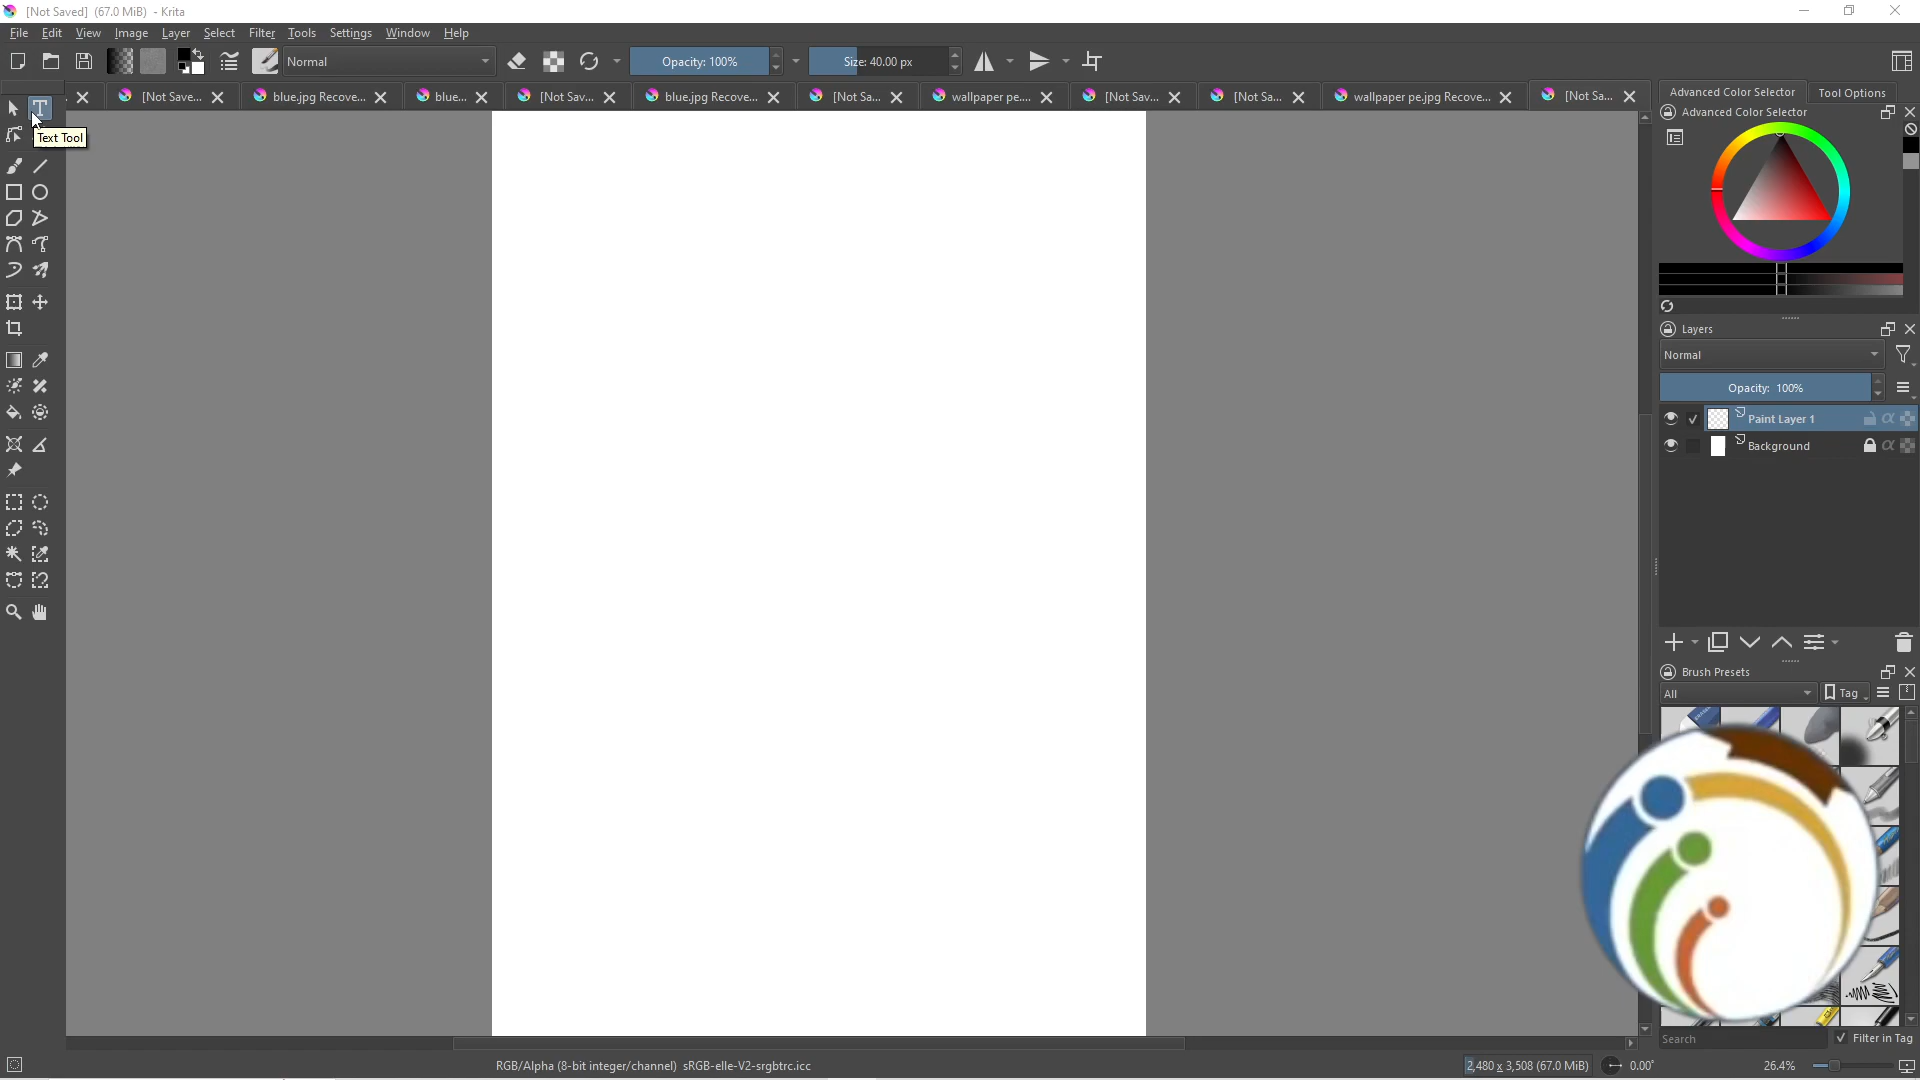 [Not Saved] (67.0 MiB) - Krita
File Edit View Image Layer Select Filter Tools Settings Window Help
Normal Opacity: 100% Size: 40.00 px
[Not Save... blue.jpg Recove... blue... [Not Sav... blue.jpg Recove... [Not Sa... wallpaper pe.... [Not Sav... [Not Sa... wallpaper pe.jpg Recove... [Not Sa...
Text Tool
Advanced Color Selector Tool Options
Advanced Color Selector
Layers
Normal
Opacity: 100%
Paint Layer 1
Background
Brush Presets
All Tag
Search Filter in Tag
RGB/Alpha (8-bit integer/channel) sRGB-elle-V2-srgbtrc.icc 2,480 x 3,508 (67.0 MiB) 0.00° 26.4%